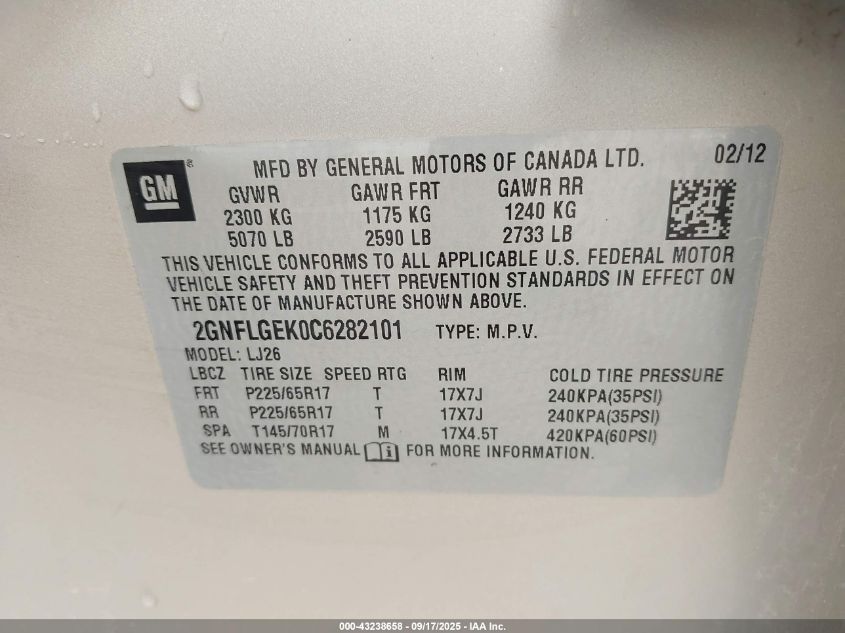 GM ® MFD BY GENERAL MOTORS OF CANADA LTD. 02/12
GVWR GAWR FRT GAWR RR
2300 KG 1175 KG 1240 KG
5070 LB 2590 LB 2733 LB
THIS VEHICLE CONFORMS TO ALL APPLICABLE U.S. FEDERAL MOTOR
VEHICLE SAFETY AND THEFT PREVENTION STANDARDS IN EFFECT ON
THE DATE OF MANUFACTURE SHOWN ABOVE.
2GNFLGEK0C6282101 TYPE: M.P.V.
MODEL: LJ26
LBCZ TIRE SIZE SPEED RTG RIM COLD TIRE PRESSURE
FRT P225/65R17 T 17X7J 240KPA(35PSI)
RR P225/65R17 T 17X7J 240KPA(35PSI)
SPA T145/70R17 M 17X4.5T 420KPA(60PSI)
SEE OWNER'S MANUAL FOR MORE INFORMATION.
000-43238658 - 09/17/2025 - IAA Inc.